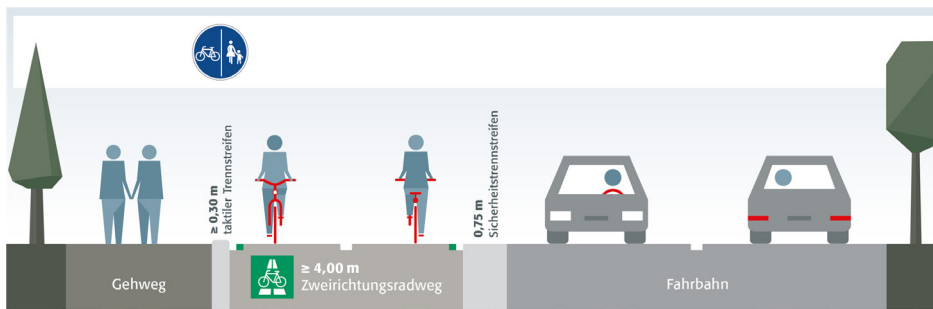 ≥ 0,30 m
taktiler Trennstreifen
0,75 m
Sicherheitstrennstreifen
Gehweg
≥ 4,00 m
Zweirichtungsradweg
Fahrbahn